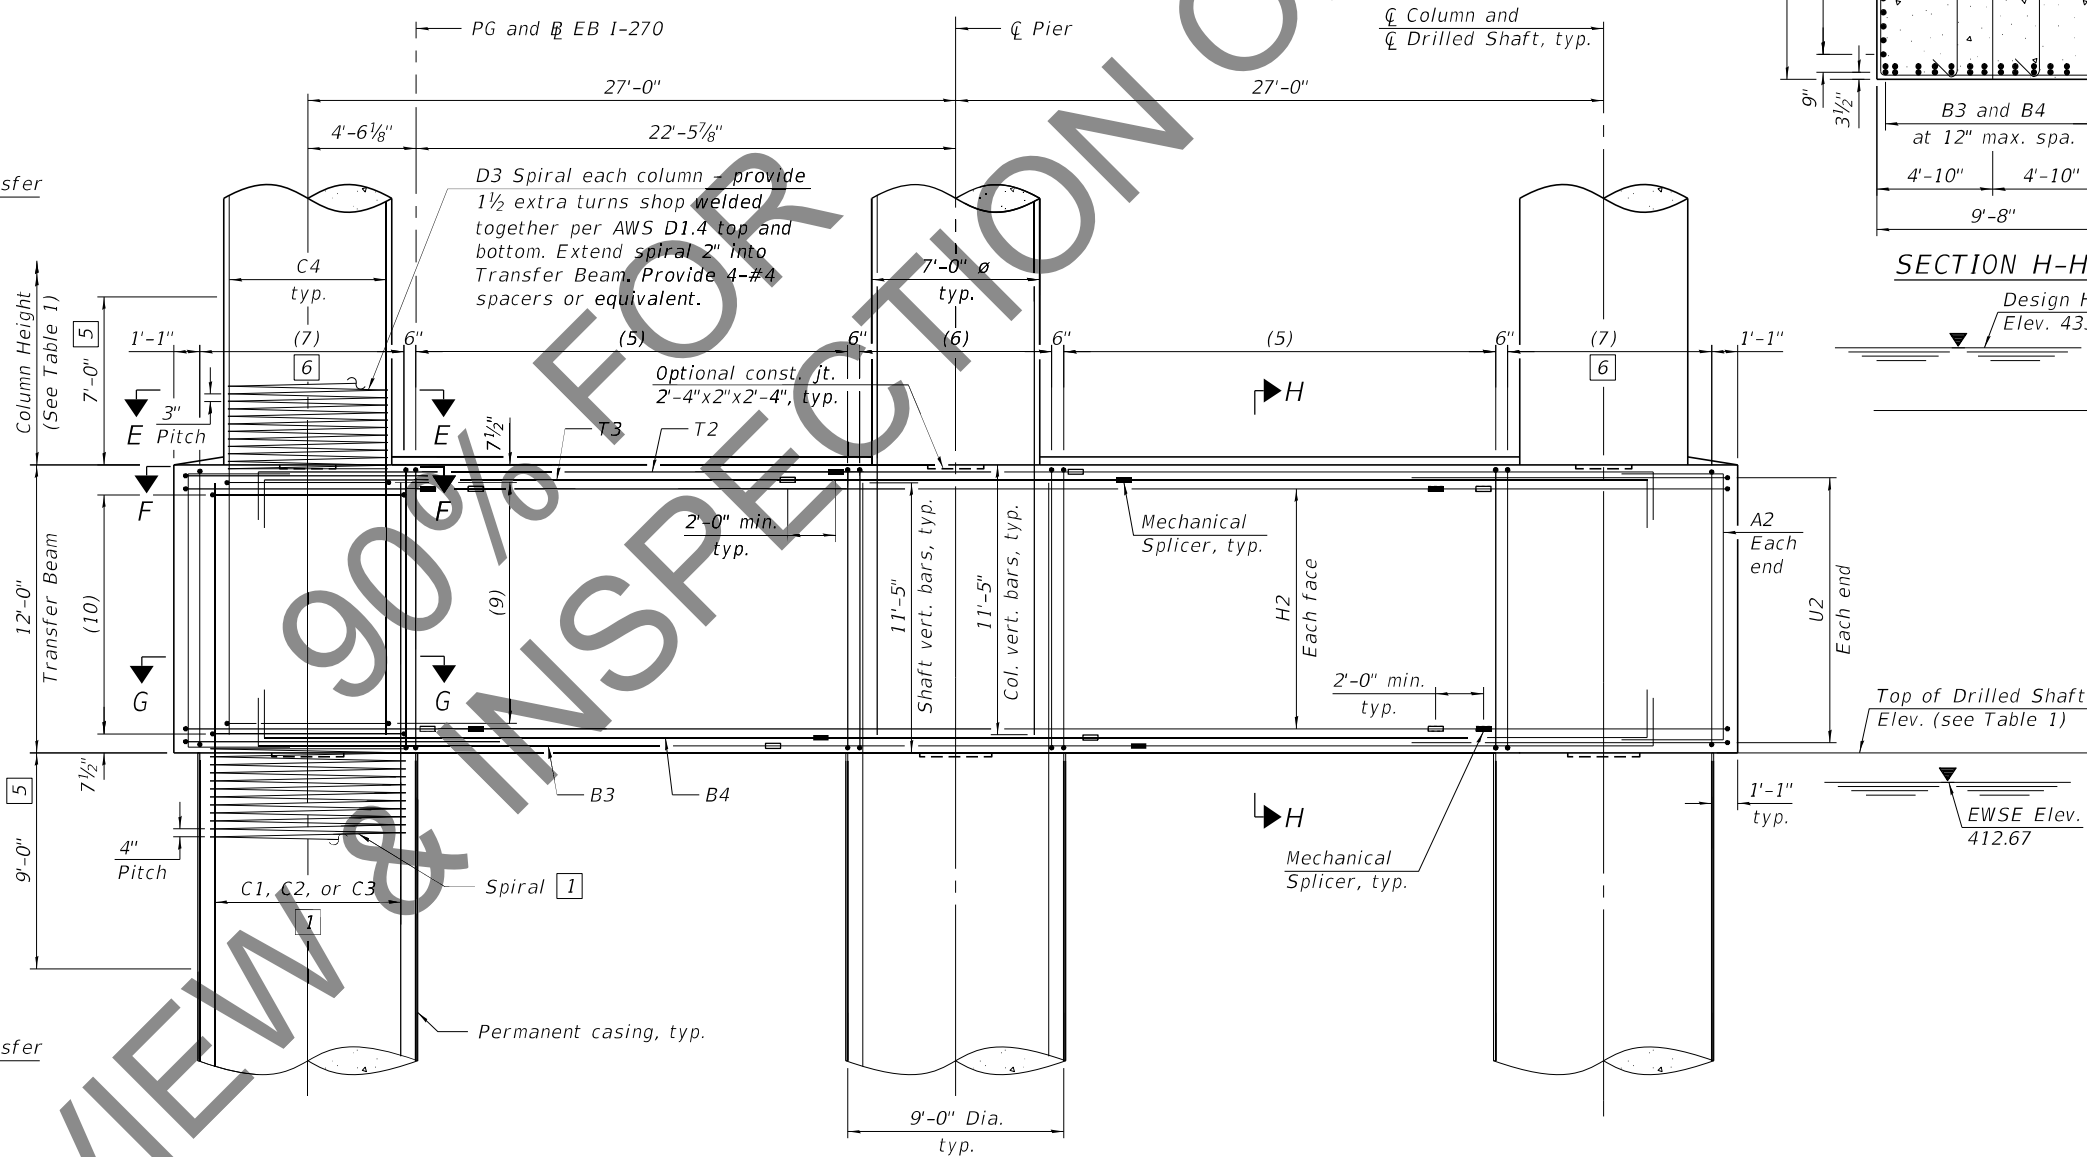 PG and ⅊ EB I-270
℄ Pier
℄ Column and
℄ Drilled Shaft, typ.
27'-0"
27'-0"
4'-6⅛"
22'-5⅞"
sfer
D3 Spiral each column - provide
1½ extra turns shop welded
together per AWS D1.4 top and
bottom. Extend spiral 2" into
Transfer Beam. Provide 4-#4
spacers or equivalent.
C4
typ.
7'-0" ø
typ.
9"
3½"
B3 and B4
at 12" max. spa.
4'-10"
4'-10"
9'-8"
SECTION H-H
Design H
Elev. 43
Column Height
(See Table 1)
7'-0"
5
1'-1"
(7)
6
6"
(5)
6"
(6)
6"
(5)
6"
(7)
6
1'-1"
Optional const. jt.
2'-4"x2"x2'-4", typ.
H
E
E
3"
Pitch
7½"
T3
T2
F
F
2'-0" min.
typ.
Mechanical
Splicer, typ.
A2
Each
end
12'-0"
Transfer Beam
(10)
(9)
11'-5"
Shaft vert. bars, typ.
11'-5"
Col. vert. bars, typ.
H2
Each face
U2
Each end
G
G
2'-0" min.
typ.
Top of Drilled Shaft
Elev. (see Table 1)
7½"
5
9'-0"
B3
B4
H
1'-1"
typ.
EWSE Elev.
412.67
4"
Pitch
Mechanical
Splicer, typ.
C1, C2, or C3
1
Spiral 1
Permanent casing, typ.
sfer
9'-0" Dia.
typ.
90% FOR
VIEW & INSPECTION O